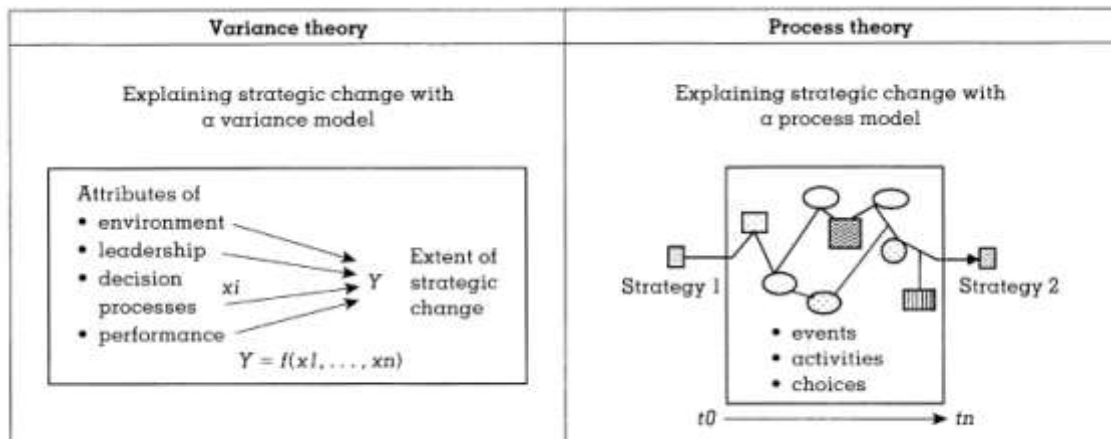 Variance theory
Process theory
Explaining strategic change with
a variance model
Explaining strategic change with
a process model
Attributes of
• environment
• leadership
• decision
processes
• performance
xi
Y
Extent of
strategic
change
Y = f(x1, . . . , xn)
Strategy 1
Strategy 2
• events
• activities
• choices
t0
tn